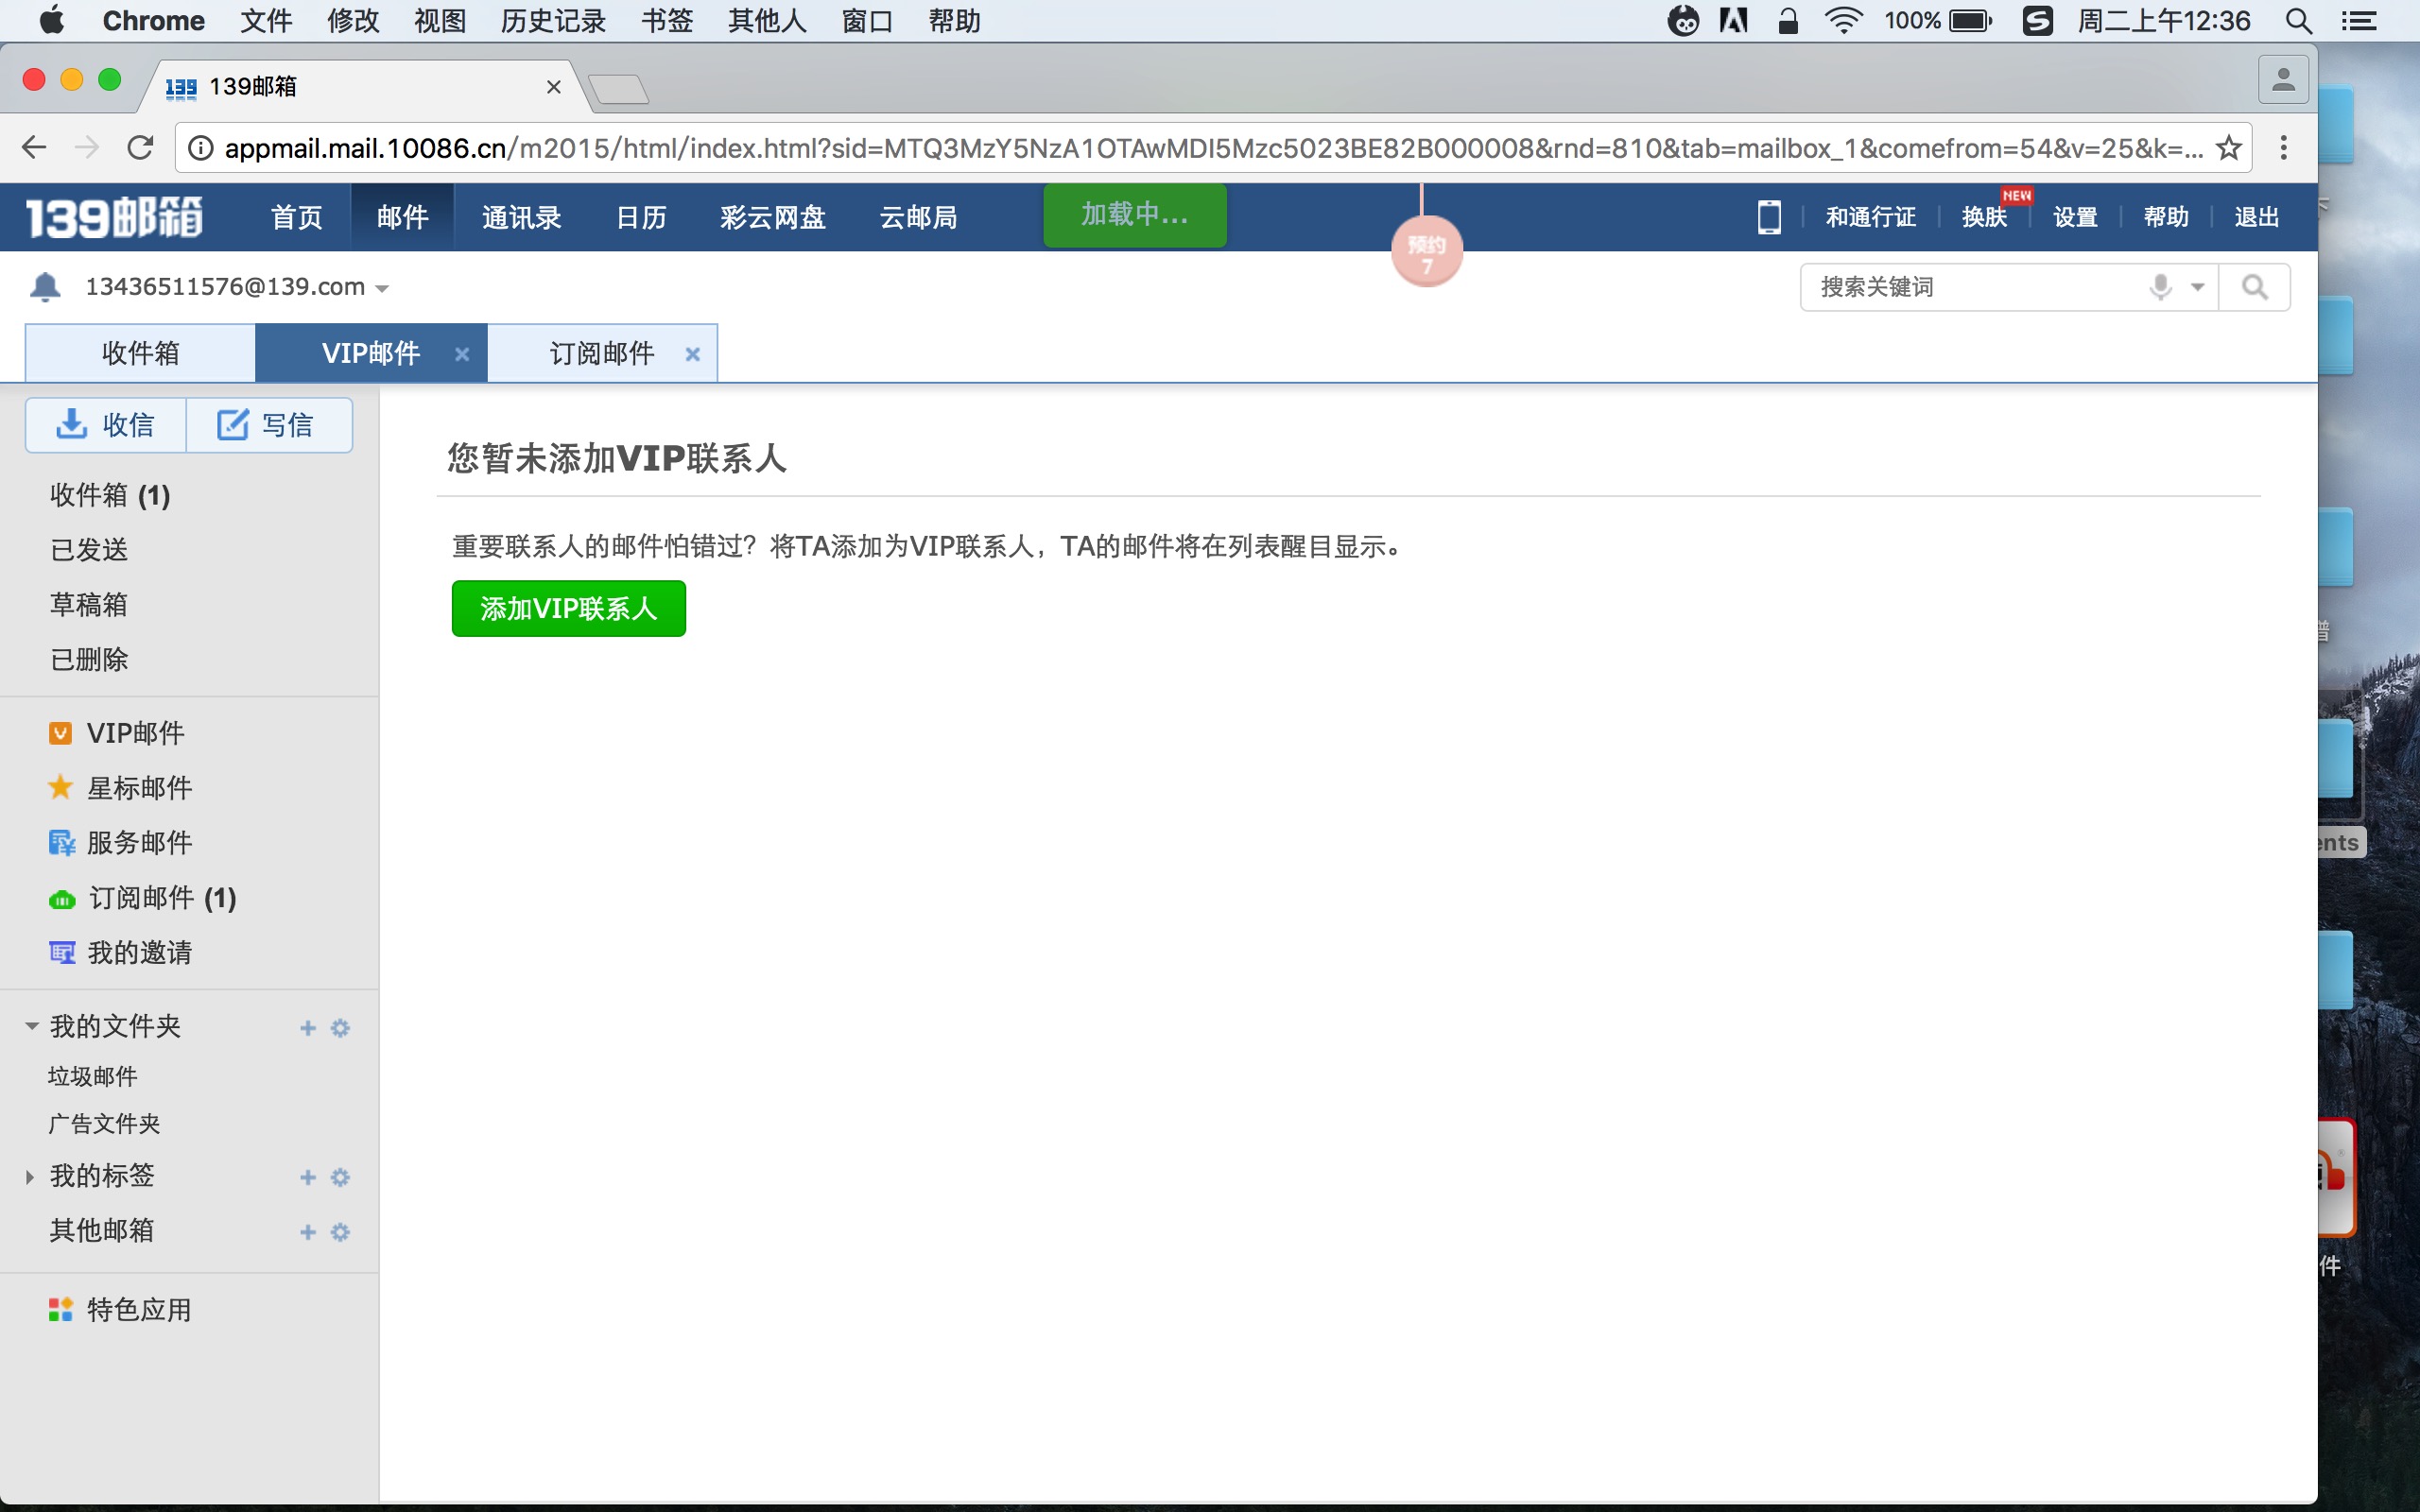 Chrome 文件 修改 视图 历史记录 书签 其他人 窗口 帮助 100% 周二上午12:36
139邮箱
appmail.mail.10086.cn/m2015/html/index.html?sid=MTQ3MzY5NzA1OTAwMDI5Mzc5023BE82B000008&rnd=810&tab=mailbox_1&comefrom=54&v=25&k=...
139邮箱 首页 邮件 通讯录 日历 彩云网盘 云邮局 加载中... 和通行证 换肤 NEW 设置 帮助 退出
预约
7
13436511576@139.com 搜索关键词
收件箱 VIP邮件 订阅邮件
收信 写信
您暂未添加VIP联系人
重要联系人的邮件怕错过？将TA添加为VIP联系人，TA的邮件将在列表醒目显示。
添加VIP联系人
收件箱 (1)
已发送
草稿箱
已删除
VIP邮件
星标邮件
服务邮件
订阅邮件 (1)
我的邀请
我的文件夹
垃圾邮件
广告文件夹
我的标签
其他邮箱
特色应用
ents
件